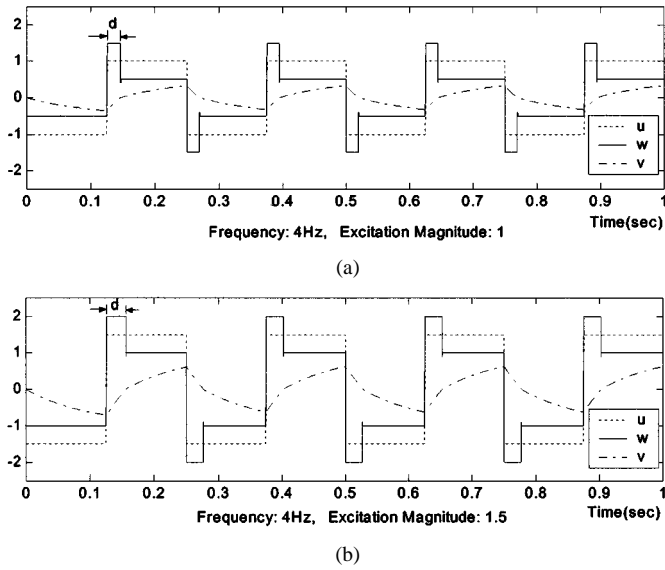 d
2
1
0
-1
-2
u
w
v
0 0.1 0.2 0.3 0.4 0.5 0.6 0.7 0.8 0.9 1
Frequency: 4Hz, Excitation Magnitude: 1 Time(sec)
(a)
d
2
1
0
-1
-2
u
w
v
0 0.1 0.2 0.3 0.4 0.5 0.6 0.7 0.8 0.9 1
Frequency: 4Hz, Excitation Magnitude: 1.5 Time(sec)
(b)